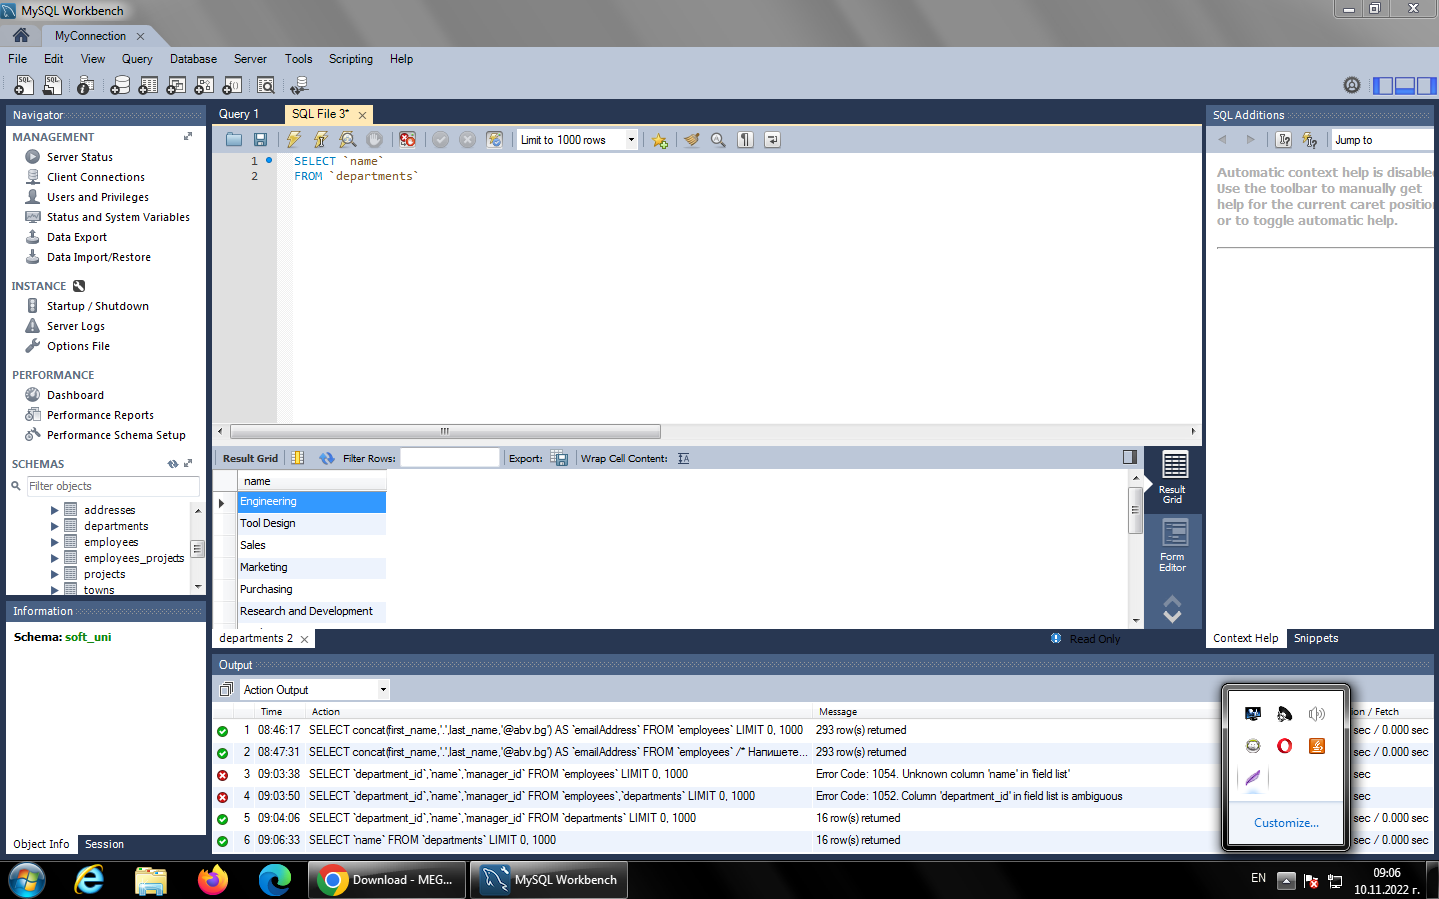 MySQL Workbench
MyConnection
File Edit View Query Database Server Tools Scripting Help
Navigator
MANAGEMENT
Server Status
Client Connections
Users and Privileges
Status and System Variables
Data Export
Data Import/Restore
INSTANCE
Startup / Shutdown
Server Logs
Options File
PERFORMANCE
Dashboard
Performance Reports
Performance Schema Setup
SCHEMAS
Filter objects
addresses
departments
employees
employees_projects
projects
towns
Information
Schema: soft_uni
Object Info Session
Query 1 SQL File 3*
Limit to 1000 rows
1 SELECT `name`
2 FROM `departments`
Result Grid Filter Rows: Export: Wrap Cell Content:
name
Engineering
Tool Design
Sales
Marketing
Purchasing
Research and Development
Result
Grid
Form
Editor
departments 2
Read Only
SQL Additions
Jump to
Automatic context help is disable
Use the toolbar to manually get
help for the current caret position
or to toggle automatic help.
Context Help Snippets
Output
Action Output
Time Action Message ion / Fetch
1 08:46:17 SELECT concat(first_name,'.',last_name,'@abv.bg') AS `emailAddress` FROM `employees` LIMIT 0, 1000 293 row(s) returned sec / 0.000 sec
2 08:47:31 SELECT concat(first_name,'.',last_name,'@abv.bg') AS `emailAddress` FROM `employees` /* Напишете... 293 row(s) returned sec / 0.000 sec
3 09:03:38 SELECT `department_id`,`name`,`manager_id` FROM `employees` LIMIT 0, 1000 Error Code: 1054. Unknown column 'name' in 'field list' sec
4 09:03:50 SELECT `department_id`,`name`,`manager_id` FROM `employees`,`departments` LIMIT 0, 1000 Error Code: 1052. Column 'department_id' in field list is ambiguous sec
5 09:04:06 SELECT `department_id`,`name`,`manager_id` FROM `departments` LIMIT 0, 1000 16 row(s) returned sec / 0.000 sec
6 09:06:33 SELECT `name` FROM `departments` LIMIT 0, 1000 16 row(s) returned sec / 0.000 sec
Customize...
Download - MEG...
MySQL Workbench
EN
09:06
10.11.2022 г.